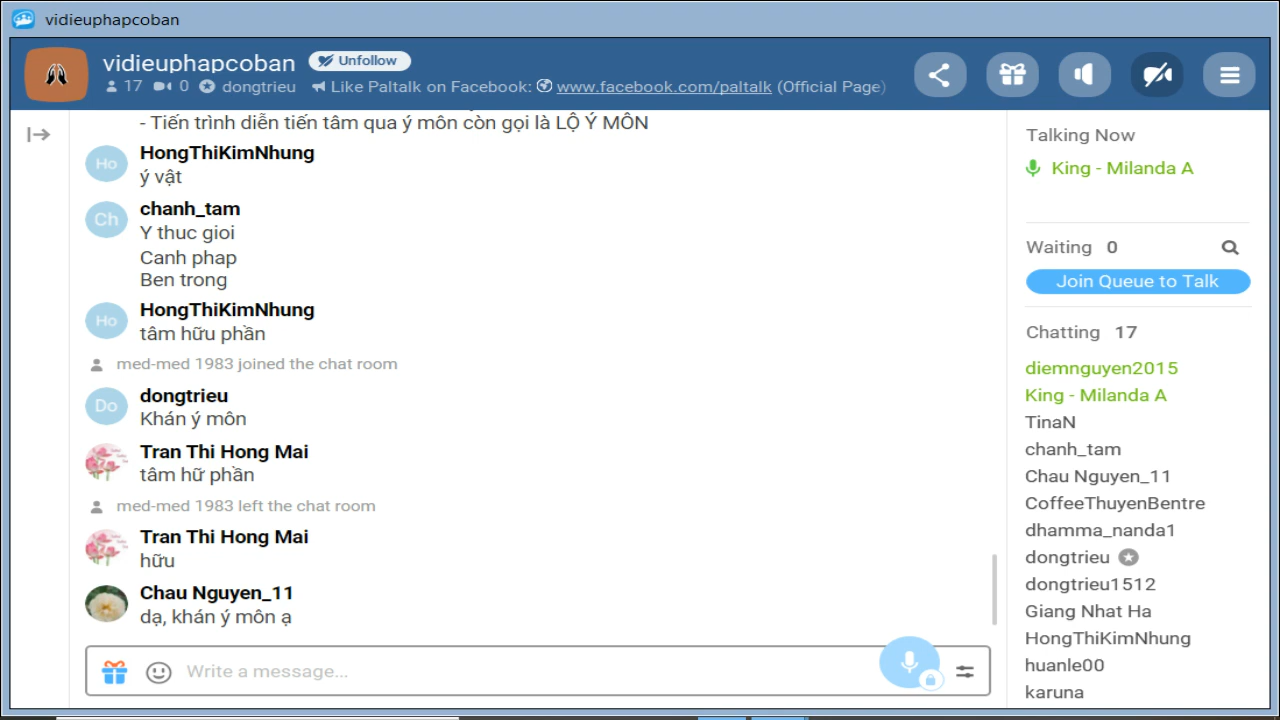 vidieuphapcoban
vidieuphapcoban Unfollow
17 0 dongtrieu Like Paltalk on Facebook: www.facebook.com/paltalk (Official Page)
- Tiến trình diễn tiến tâm qua ý môn còn gọi là LỘ Ý MÔN
Ho HongThiKimNhung
ý vật
Ch chanh_tam
Y thuc gioi
Canh phap
Ben trong
Ho HongThiKimNhung
tâm hữu phần
med-med 1983 joined the chat room
Do dongtrieu
Khán ý môn
Tran Thi Hong Mai
tâm hữ phần
med-med 1983 left the chat room
Tran Thi Hong Mai
hữu
Chau Nguyen_11
dạ, khán ý môn ạ
Write a message...
Talking Now
King - Milanda A
Waiting 0
Join Queue to Talk
Chatting 17
diemnguyen2015
King - Milanda A
TinaN
chanh_tam
Chau Nguyen_11
CoffeeThuyenBentre
dhamma_nanda1
dongtrieu
dongtrieu1512
Giang Nhat Ha
HongThiKimNhung
huanle00
karuna